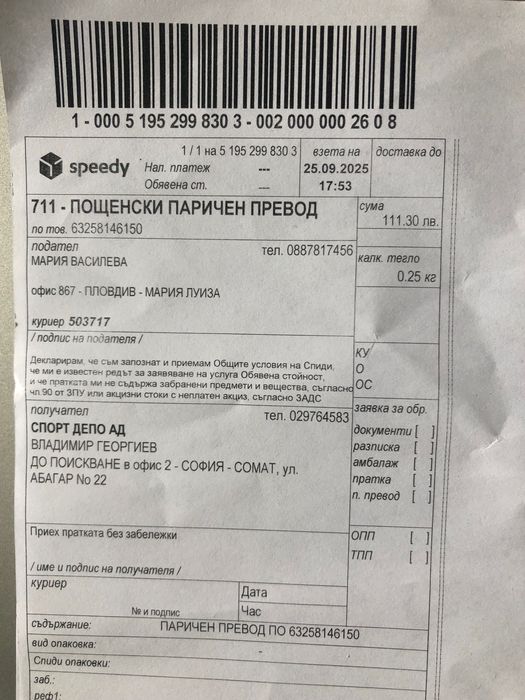 1 - 000 5 195 299 830 3 - 002 000 000 2 6 0 8
speedy
1 / 1 на 5 195 299 830 3
Нал. платеж ---
Обявена ст. ---
взета на
25.09.2025
17:53
доставка до
711 - ПОЩЕНСКИ ПАРИЧЕН ПРЕВОД
по тов. 63258146150
сума
111.30 лв.
подател тел. 0887817456
МАРИЯ ВАСИЛЕВА
калк. тегло
0.25 кг
офис 867 - ПЛОВДИВ - МАРИЯ ЛУИЗА
куриер 503717
/ подпис на подателя /
Декларирам, че съм запознат и приемам Общите условия на Спиди,
че ми е известен редът за заявяване на услуга Обявена стойност,
и че пратката ми не съдържа забранени предмети и вещества, съгласно
чл.90 от ЗПУ или акцизни стоки с неплатен акциз, съгласно ЗАДС
КУ
О
ОС
получател тел. 029764583
СПОРТ ДЕПО АД
ВЛАДИМИР ГЕОРГИЕВ
ДО ПОИСКВАНЕ в офис 2 - СОФИЯ - СОМАТ, ул.
АБАГАР No 22
заявка за обр.
документи [ ]
разписка [ ]
амбалаж [ ]
пратка [ ]
п. превод [ ]
Приех пратката без забележки
ОПП [ ]
ТПП [ ]
/ име и подпис на получателя /
куриер
№ и подпис
Дата
Час
съдържание: ПАРИЧЕН ПРЕВОД ПО 63258146150
вид опаковка: -
Спиди опаковки:
заб.:
реф1: